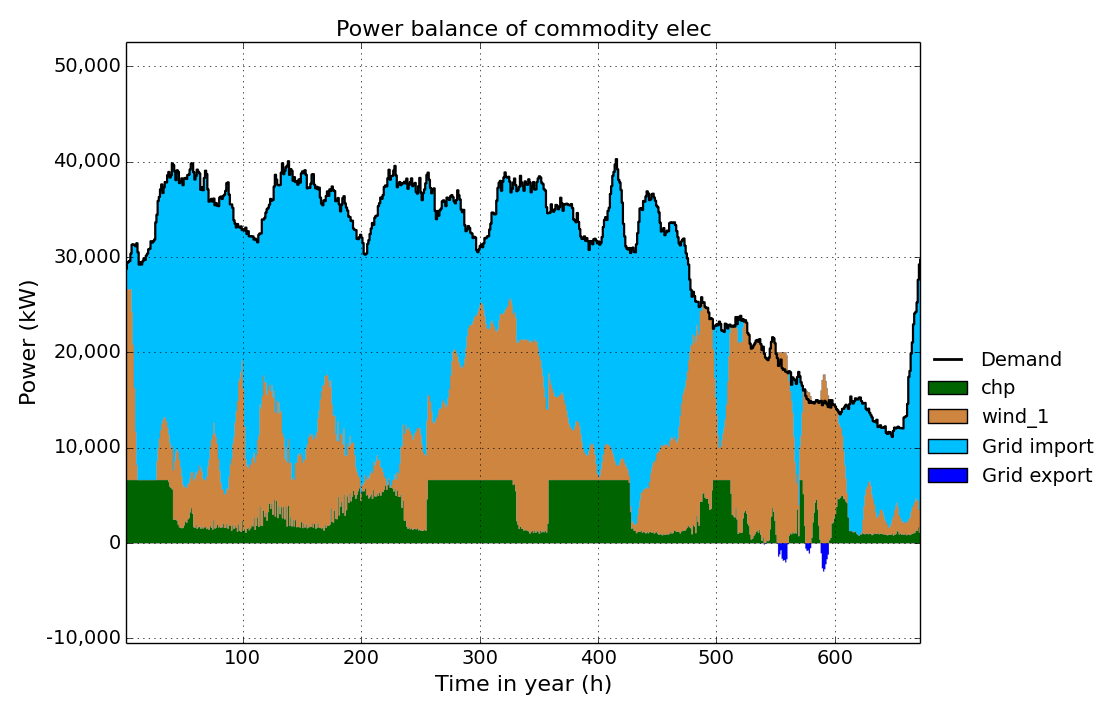 Power balance of commodity elec
50,000
40,000
30,000
20,000
10,000
0
-10,000
Power (kW)
100
200
300
400
500
600
Time in year (h)
Demand
chp
wind_1
Grid import
Grid export